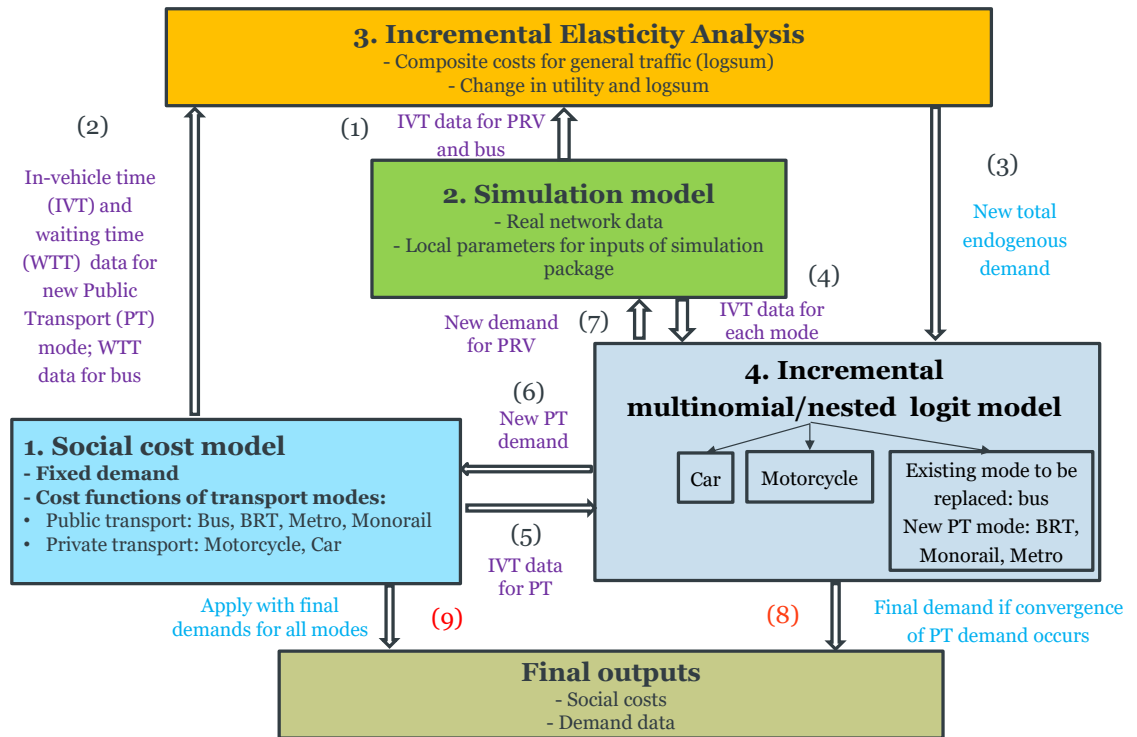 3. Incremental Elasticity Analysis
- Composite costs for general traffic (logsum)
- Change in utility and logsum
(2)
In-vehicle time
(IVT) and
waiting time
(WTT) data for
new Public
Transport (PT)
mode; WTT
data for bus
(1)
IVT data for PRV
and bus
(3)
New total
endogenous
demand
2. Simulation model
- Real network data
- Local parameters for inputs of simulation
package
New demand
for PRV
(7)
(4)
IVT data for
each mode
4. Incremental
multinomial/nested logit model
Car
Motorcycle
Existing mode to be
replaced: bus
New PT mode: BRT,
Monorail, Metro
(6)
New PT
demand
1. Social cost model
- Fixed demand
- Cost functions of transport modes:
• Public transport: Bus, BRT, Metro, Monorail
• Private transport: Motorcycle, Car
(5)
IVT data
for PT
Apply with final
demands for all modes
(9)
(8)
Final demand if convergence
of PT demand occurs
Final outputs
- Social costs
- Demand data